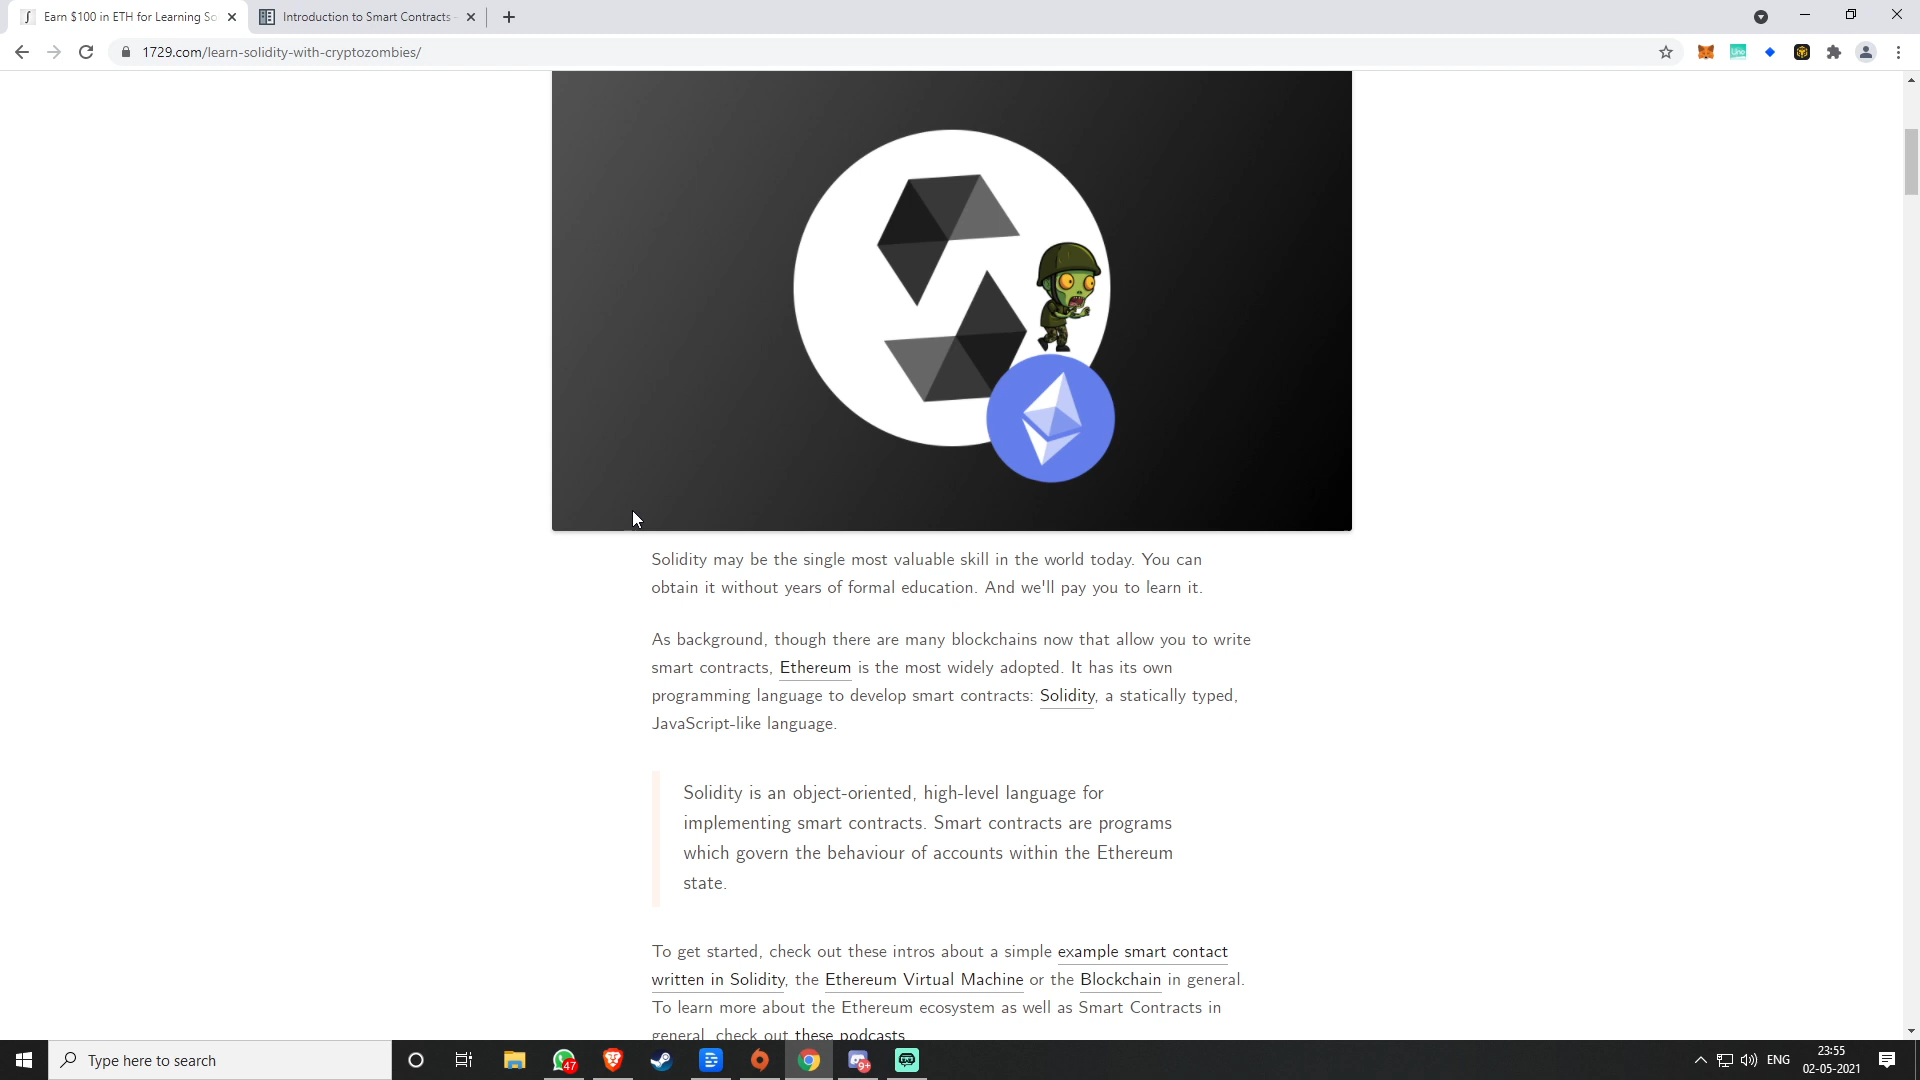 Earn $100 in ETH for Learning So
Introduction to Smart Contracts
1729.com/learn-solidity-with-cryptozombies/
Solidity may be the single most valuable skill in the world today. You can
obtain it without years of formal education. And we'll pay you to learn it.
As background, though there are many blockchains now that allow you to write
smart contracts, Ethereum is the most widely adopted. It has its own
programming language to develop smart contracts: Solidity, a statically typed,
JavaScript-like language.
Solidity is an object-oriented, high-level language for
implementing smart contracts. Smart contracts are programs
which govern the behaviour of accounts within the Ethereum
state.
To get started, check out these intros about a simple example smart contact
written in Solidity, the Ethereum Virtual Machine or the Blockchain in general.
To learn more about the Ethereum ecosystem as well as Smart Contracts in
general, check out these podcasts
Type here to search
47
9+
ENG
23:55
02-05-2021